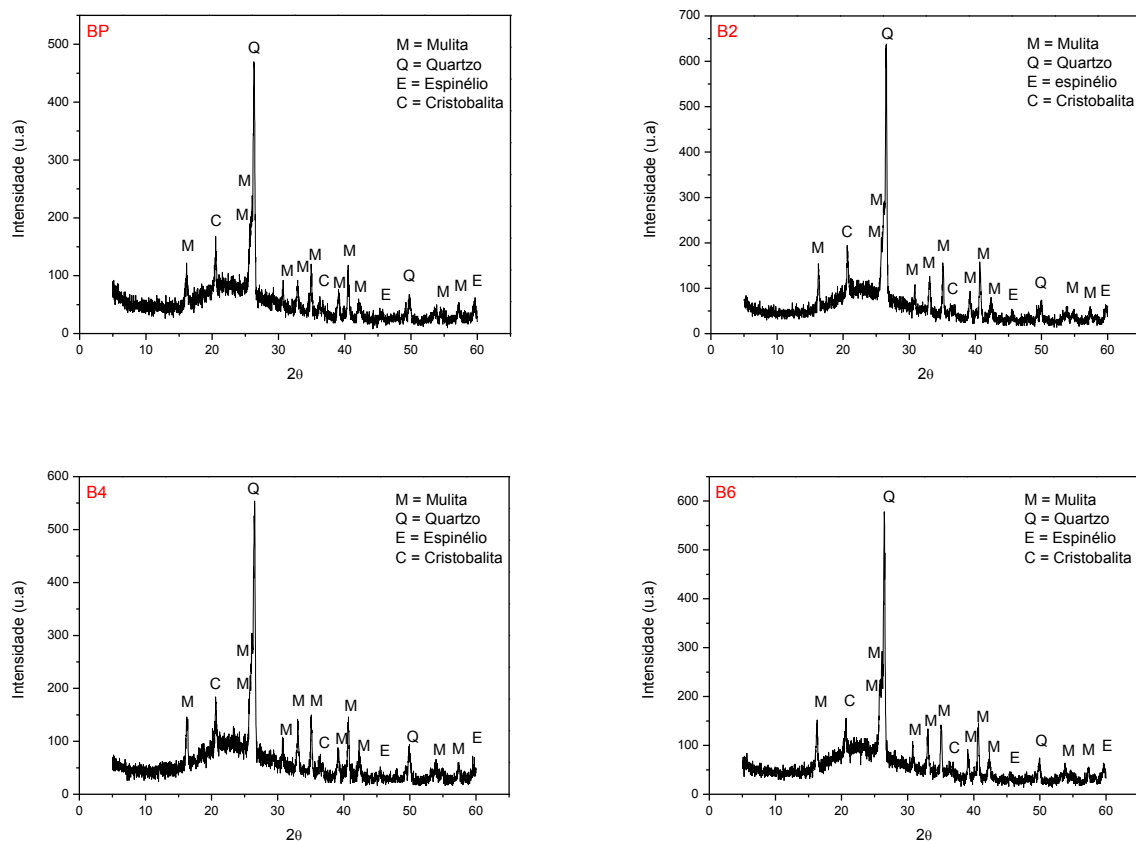 BP
Q
M = Mulita
Q = Quartzo
E = Espinélio
C = Cristobalita
M
M
C
M
M
M
M
C
M
M
M
E
Q
M
M
E
500
400
300
200
100
0
0 10 20 30 40 50 60
Intensidade (u.a)
2θ
B2
Q
M = Mulita
Q = Quartzo
E = espinélio
C = Cristobalita
M
M
C
M
M
M
M
C
M
M
M
E
Q
M
M
E
700
600
500
400
300
200
100
0
0 10 20 30 40 50 60
Intensidade (u.a)
2θ
B4
Q
M = Mulita
Q = Quartzo
E = Espinélio
C = Cristobalita
M
M
C
M
M
M
M
C
M
M
M
E
Q
M
M
E
600
500
400
300
200
100
0
0 10 20 30 40 50 60
Intensidade (u.a)
2θ
B6
Q
M = Mulita
Q = Quartzo
E = Espinélio
C = Cristobalita
M
M
C
M
M
M
M
C
M
M
M
E
Q
M
M
E
600
500
400
300
200
100
0
0 10 20 30 40 50 60
Intensidade (u.a)
2θ